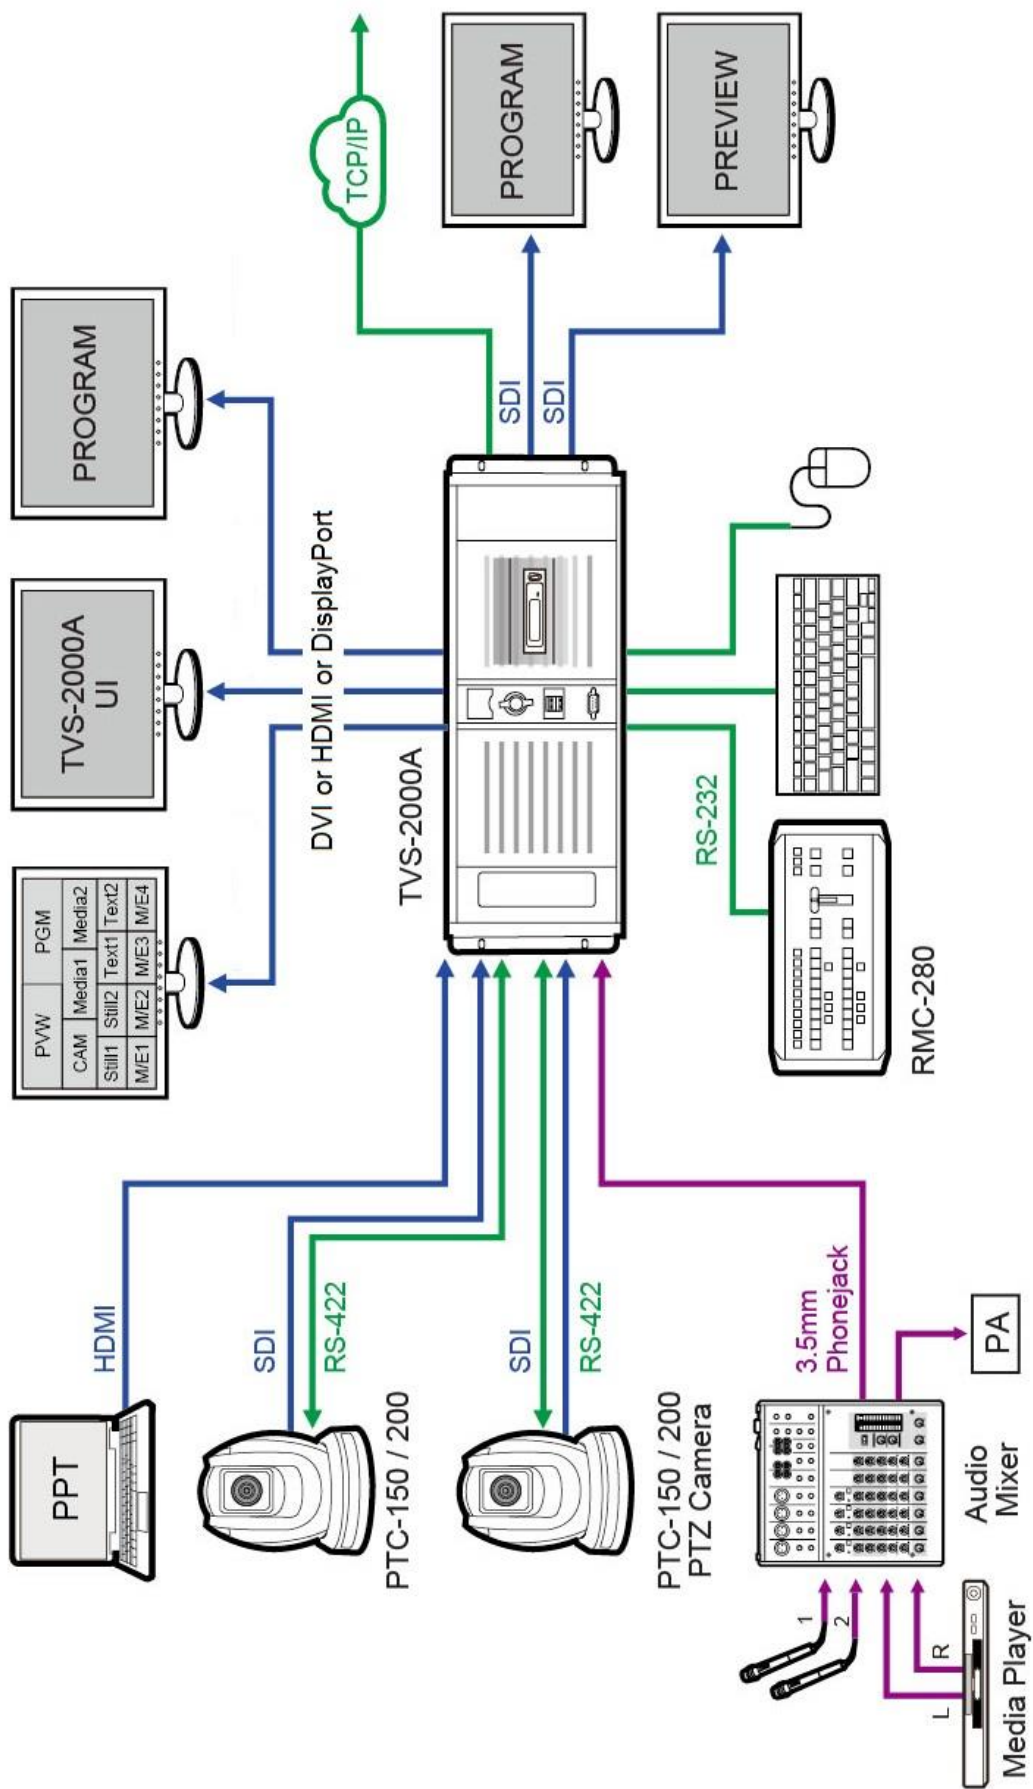 PVW
PGM
CAM
Media1
Media2
Still1
Still2
Text1
Text2
M/E1
M/E2
M/E3
M/E4
TVS-2000A
UI
PROGRAM
TCP/IP
DVI or HDMI or DisplayPort
PPT
HDMI
PTC-150 / 200
SDI
RS-422
TVS-2000A
SDI
SDI
PROGRAM
PREVIEW
PTC-150 / 200
PTZ Camera
SDI
RS-422
RS-232
RMC-280
1
2
L
R
Media Player
Audio
Mixer
3.5mm
Phonejack
PA